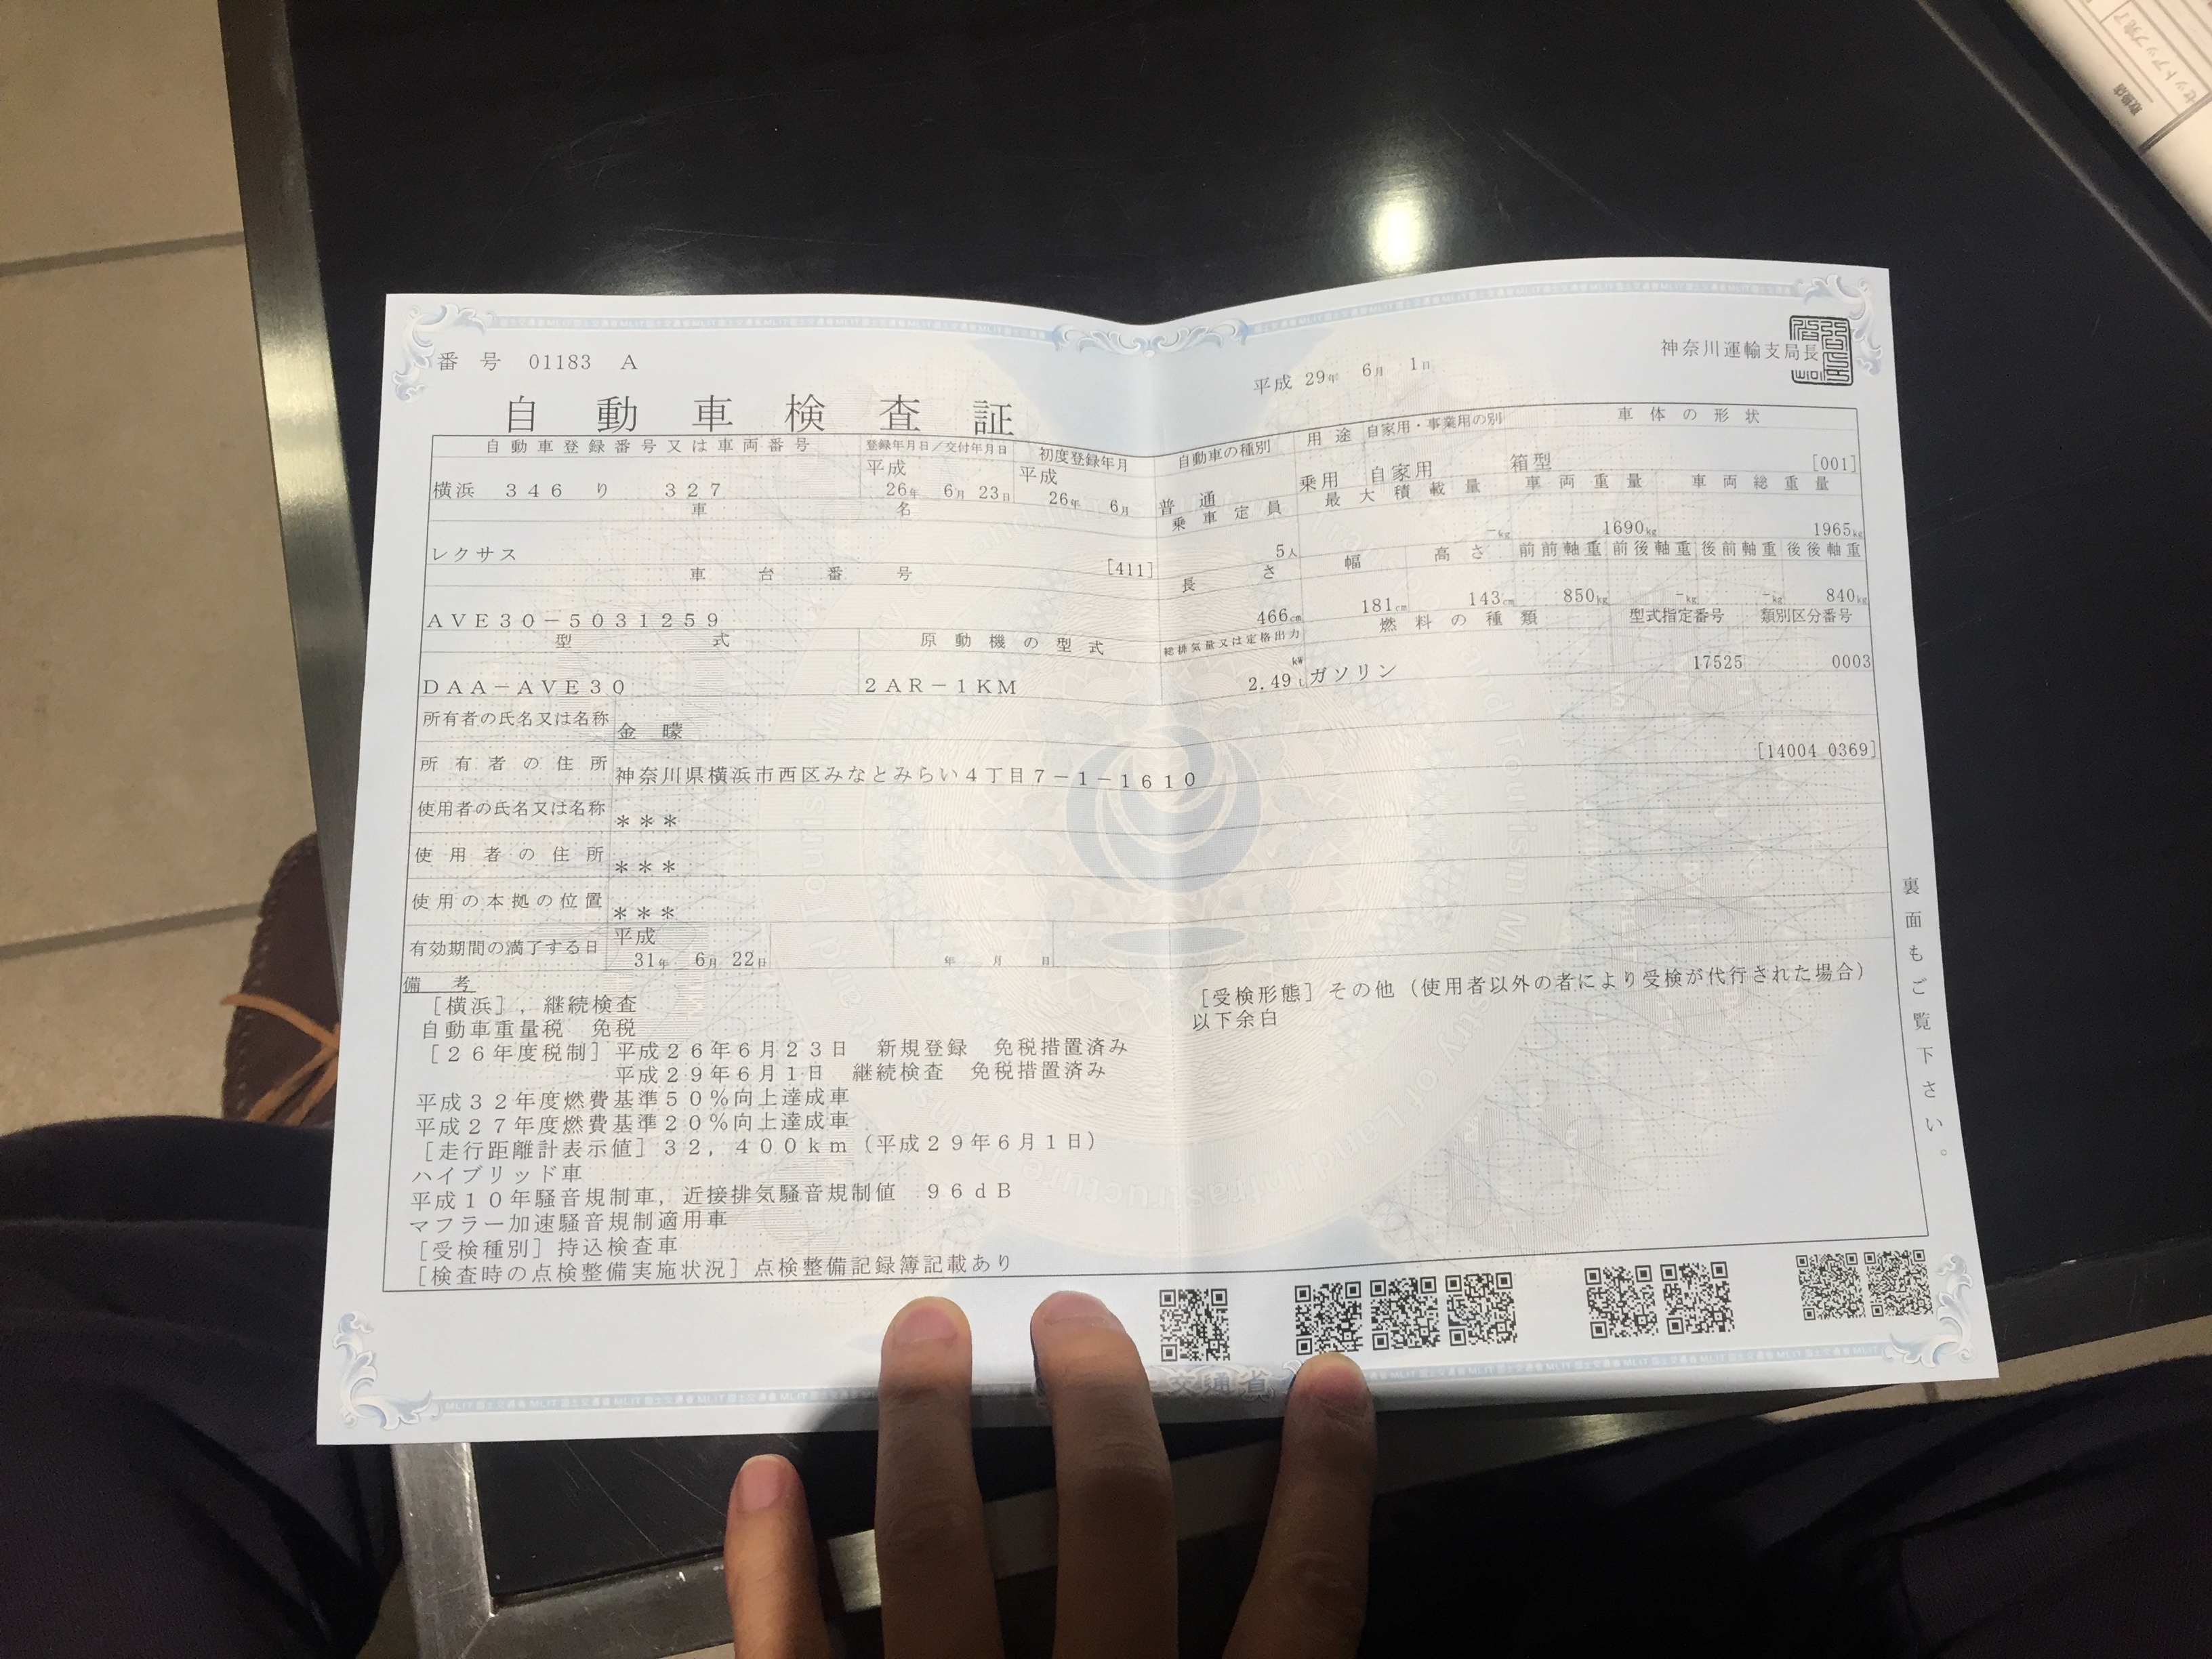 番号 01183 A
平成 29年 6月 1日
神奈川運輸支局長
自動車検査証
自動車登録番号又は車両番号 登録年月日／交付年月日 初度登録年月 自動車の種別 用途 自家用・事業用の別 車体の形状
横浜 346 り 327 平成 26年 6月 23日 平成 26年 6月 普通 乗用 自家用 箱型 [001]
車名 乗車定員 最大積載量 車両重量 車両総重量
レクサス [411] 5人 -kg 1690kg 1965kg
車台番号 長さ 幅 高さ 前前軸重 前後軸重 後前軸重 後後軸重
AVE30-5031259 466cm 181cm 143cm 850kg -kg -kg 840kg
型式 原動機の型式 総排気量又は定格出力 燃料の種類 型式指定番号 類別区分番号
DAA-AVE30 2AR-1KM 2.49 kW L ガソリン 17525 0003
所有者の氏名又は名称 金 曚
所有者の住所 神奈川県横浜市西区みなとみらい4丁目7-1-1610 [14004 0369]
使用者の氏名又は名称 ***
使用者の住所 ***
使用の本拠の位置 ***
有効期間の満了する日 平成 31年 6月 22日 年 月 日
備考
[横浜], 継続検査
自動車重量税 免税
[26年度税制] 平成26年6月23日 新規登録 免税措置済み
平成29年6月1日 継続検査 免税措置済み
平成32年度燃費基準50%向上達成車
平成27年度燃費基準20%向上達成車
[走行距離計表示値] 32,400km (平成29年6月1日)
ハイブリッド車
平成10年騒音規制車, 近接排気騒音規制値 96dB
マフラー加速騒音規制適用車
[受検種別] 持込検査車
[検査時の点検整備実施状況] 点検整備記録簿記載あり
[受検形態] その他 (使用者以外の者により受検が代行された場合)
以下余白
裏面もご覧下さい。
取扱店
セットアップ完了